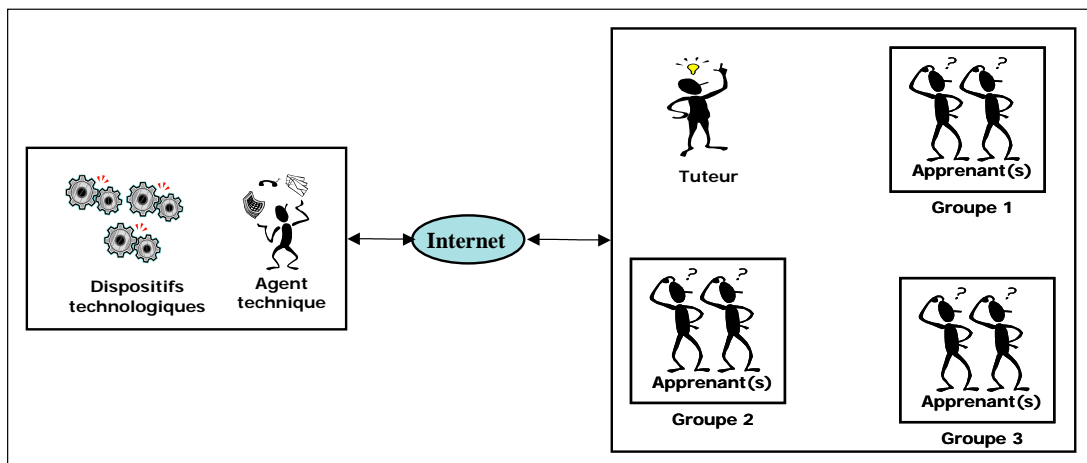 Dispositifs
technologiques
Agent
technique
Internet
Tuteur
? ?
Apprenant(s)
Groupe 1
? ?
Apprenant(s)
Groupe 2
? ?
Apprenant(s)
Groupe 3